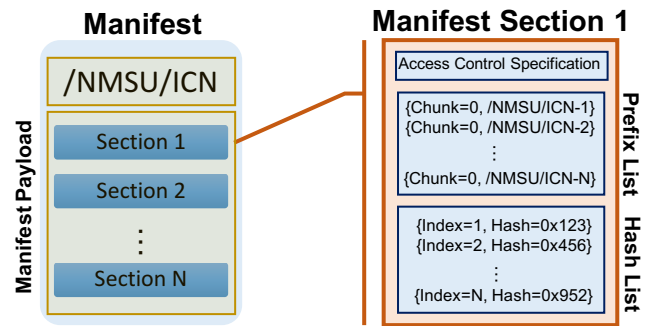 Manifest
/NMSU/ICN
Manifest Payload
Section 1
Section 2
⋮
Section N
Manifest Section 1
Access Control Specification
{Chunk=0, /NMSU/ICN-1}
{Chunk=0, /NMSU/ICN-2}
⋮
{Chunk=0, /NMSU/ICN-N}
Prefix List
{Index=1, Hash=0x123}
{Index=2, Hash=0x456}
⋮
{Index=N, Hash=0x952}
Hash List